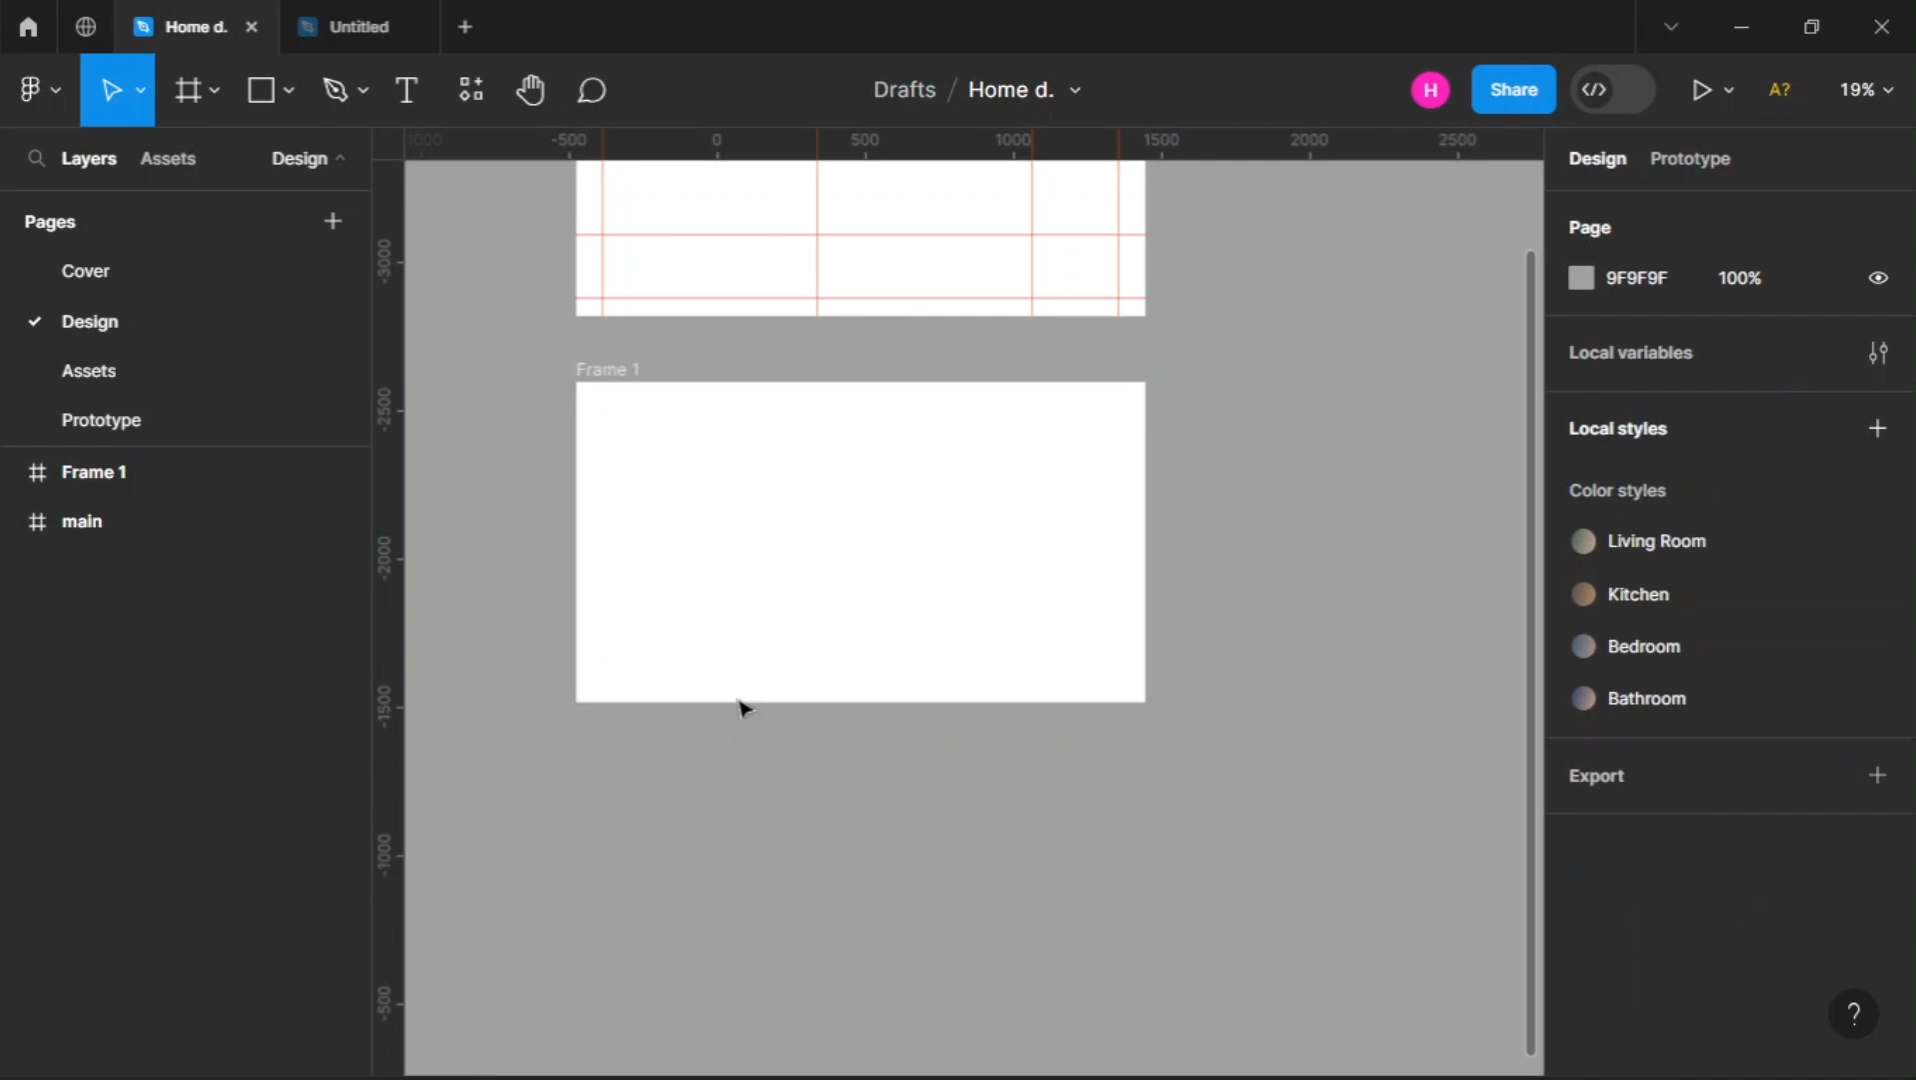 Home d.
Untitled
Drafts / Home d.
H
Share
A?
19%
Layers
Assets
Design
-500
0
500
1000
1500
2000
2500
Design
Prototype
Pages
Cover
Design
Assets
Prototype
Frame 1
main
-3000
-2500
-2000
-1500
-1000
-500
Frame 1
Page
9F9F9F
100%
Local variables
Local styles
Color styles
Living Room
Kitchen
Bedroom
Bathroom
Export
?